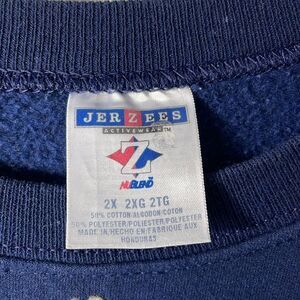 JERZEES
ACTIVEWEAR™
Z
NUBLEND
2X 2XG 2TG
50% COTTON/ALGODON/COTON
50% POLYESTER/POLIESTER/POLYESTER
MADE IN/HECHO EN/FABRIQUE AUX
HONDURAS